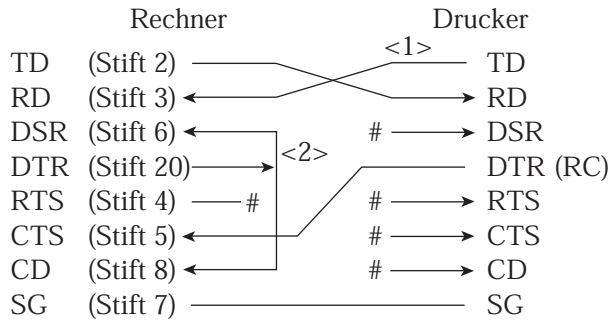 Rechner Drucker
<1>
TD (Stift 2) TD
RD (Stift 3) RD
DSR (Stift 6) # DSR
<2>
DTR (Stift 20) DTR (RC)
RTS (Stift 4) # # RTS
CTS (Stift 5) # CTS
CD (Stift 8) # CD
SG (Stift 7) SG